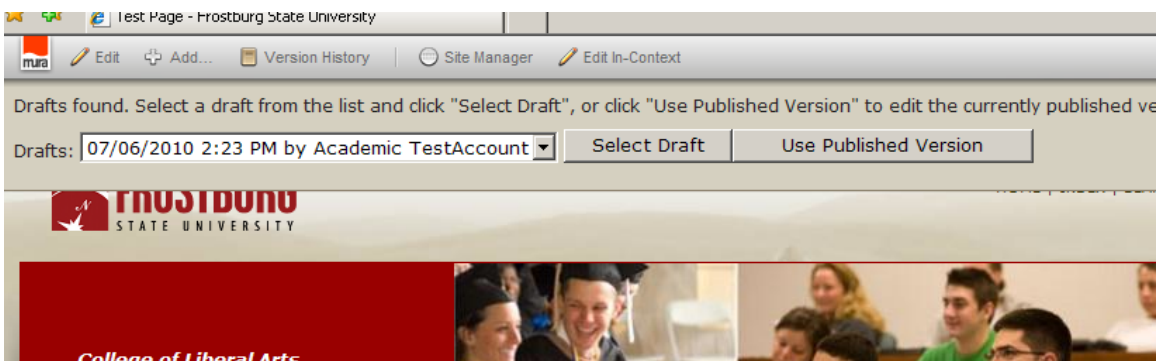 Test Page - Frostburg State University
mura Edit Add... Version History Site Manager Edit In-Context
Drafts found. Select a draft from the list and click "Select Draft", or click "Use Published Version" to edit the currently published ve
Drafts: 07/06/2010 2:23 PM by Academic TestAccount Select Draft Use Published Version
FROSTBURG
STATE UNIVERSITY
College of Liberal Arts